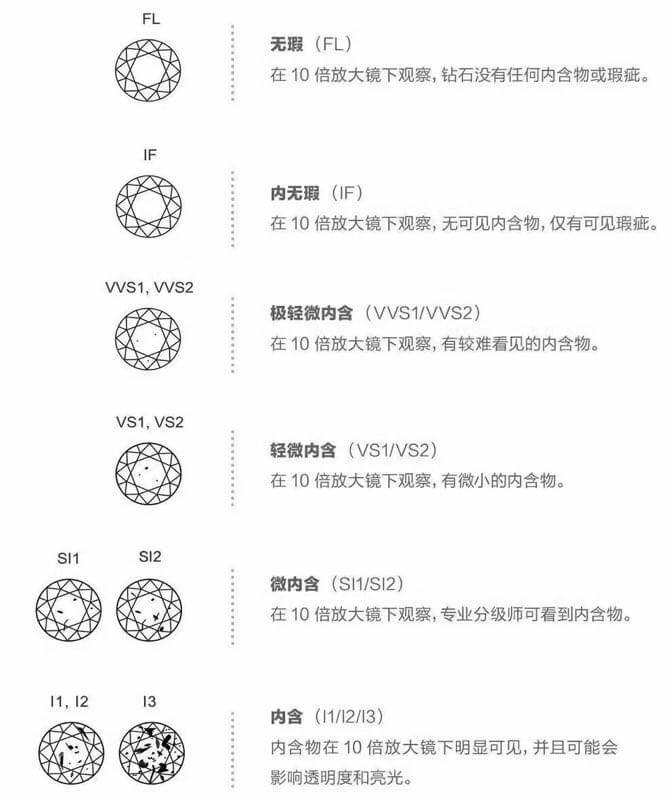 FL
无瑕（FL）
在 10 倍放大镜下观察，钻石没有任何内含物或瑕疵。
IF
内无瑕（IF）
在 10 倍放大镜下观察，无可见内含物，仅有可见瑕疵。
VVS1, VVS2
极轻微内含（VVS1/VVS2）
在 10 倍放大镜下观察，有较难看见的内含物。
VS1, VS2
轻微内含（VS1/VS2）
在 10 倍放大镜下观察，有微小的内含物。
SI1
SI2
微内含（SI1/SI2）
在 10 倍放大镜下观察，专业分级师可看到内含物。
I1, I2
I3
内含（I1/I2/I3）
内含物在 10 倍放大镜下明显可见，并且可能会
影响透明度和亮光。